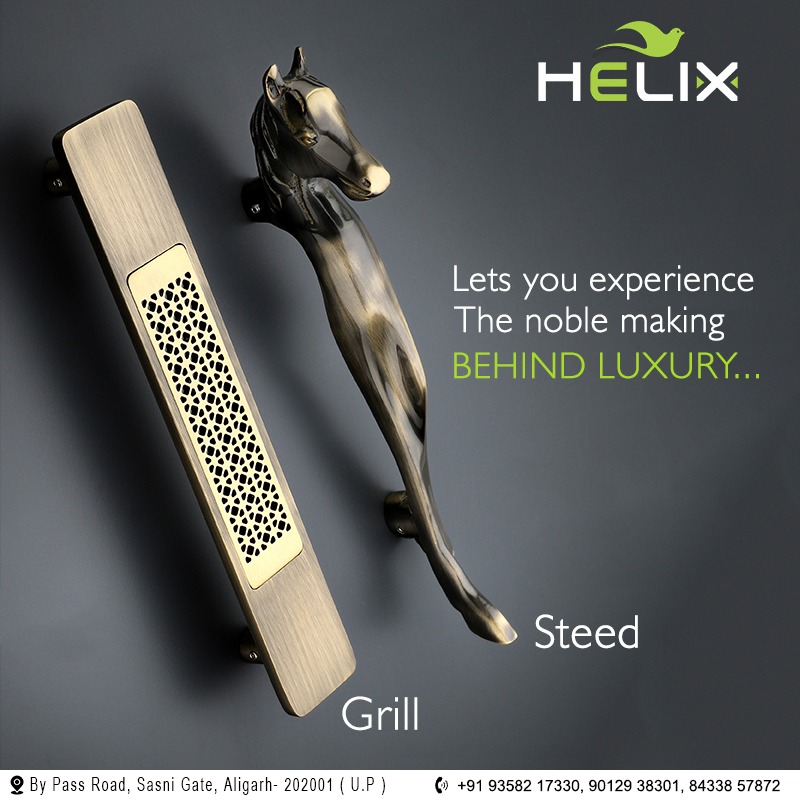 HELIX
Lets you experience
The noble making
BEHIND LUXURY...
Steed
Grill
By Pass Road, Sasni Gate, Aligarh- 202001 ( U.P )
+91 93582 17330, 90129 38301, 84338 57872